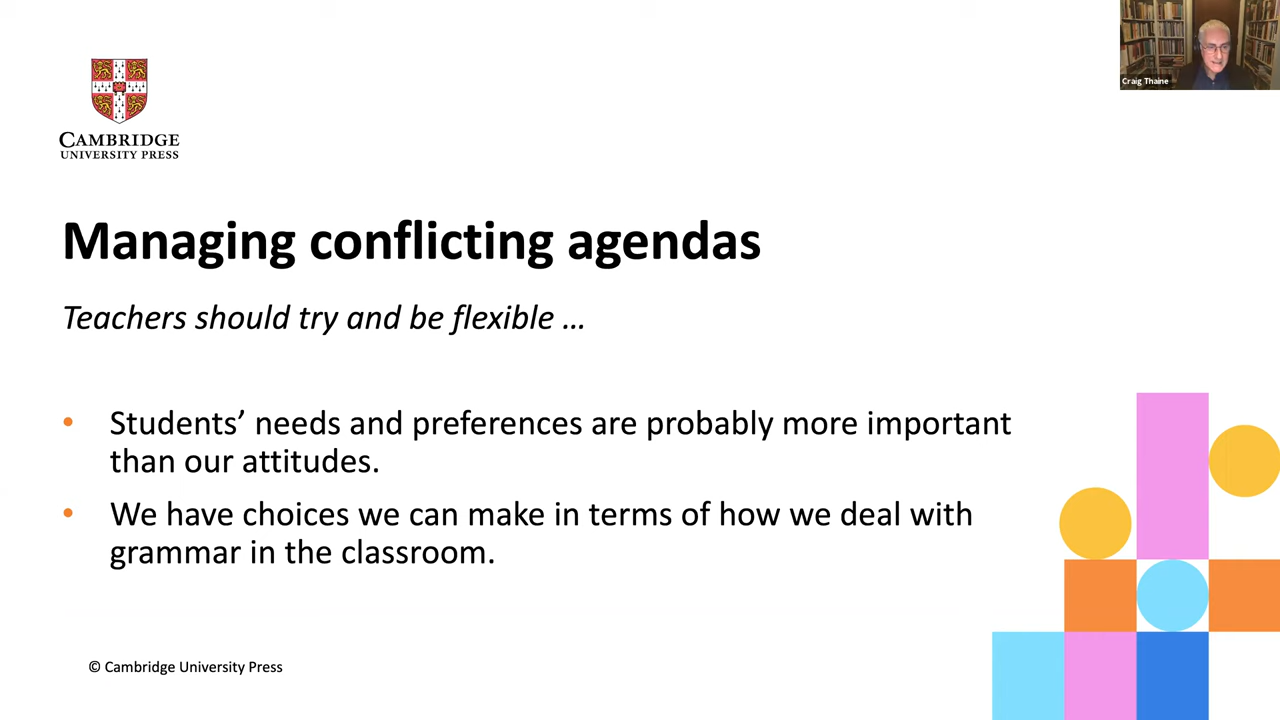 Craig Thaine
CAMBRIDGE
UNIVERSITY PRESS
Managing conflicting agendas
Teachers should try and be flexible …
• Students’ needs and preferences are probably more important
than our attitudes.
• We have choices we can make in terms of how we deal with
grammar in the classroom.
© Cambridge University Press